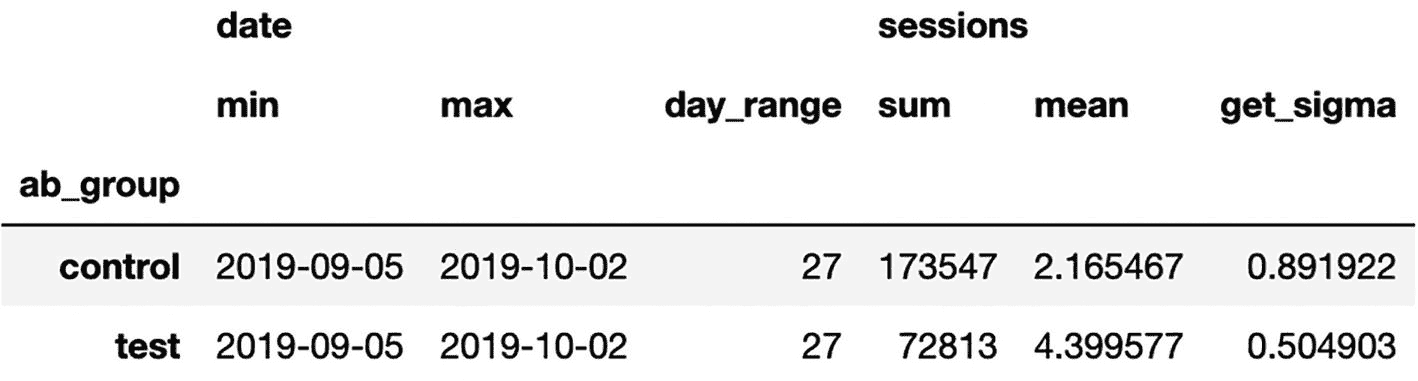 date sessions
min max day_range sum mean get_sigma
ab_group
control 2019-09-05 2019-10-02 27 173547 2.165467 0.891922
test 2019-09-05 2019-10-02 27 72813 4.399577 0.504903